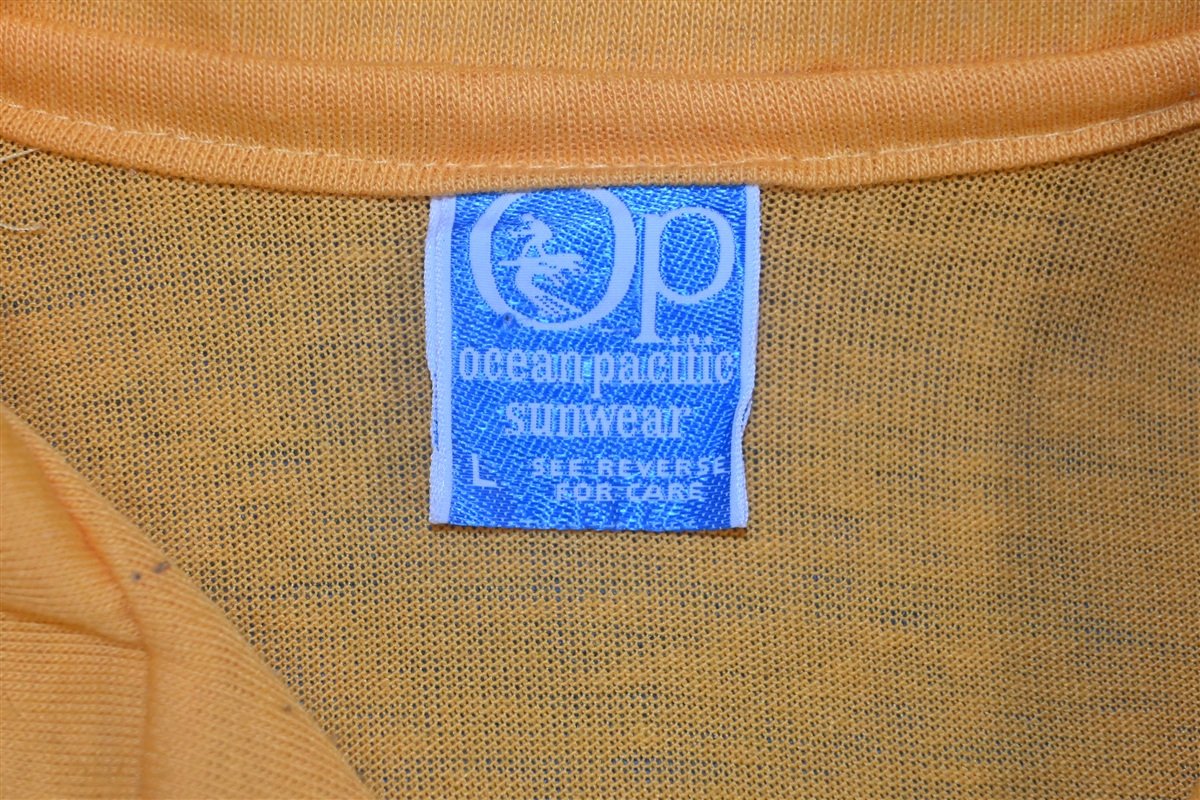 Op
ocean pacific
sunwear
L SEE REVERSE
FOR CARE